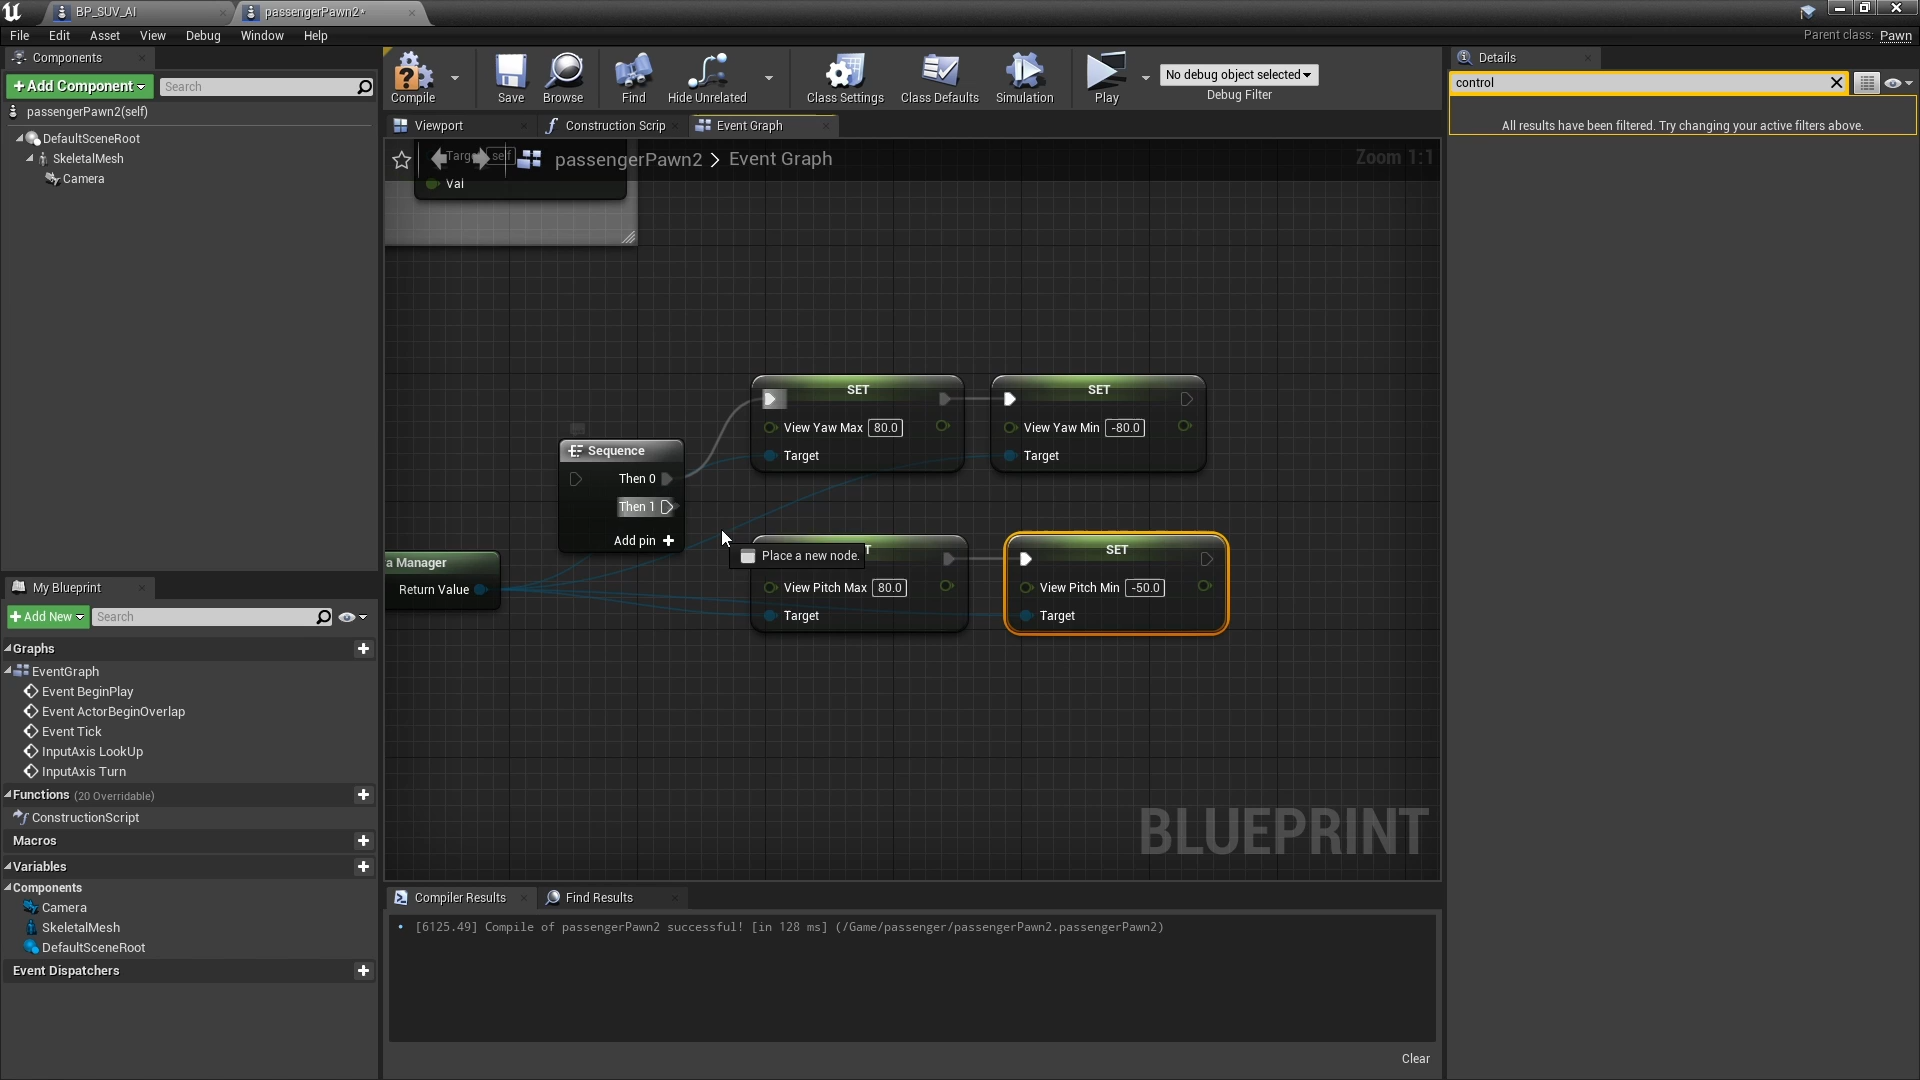 BP_SUV_AI
passengerPawn2*
File Edit Asset View Debug Window Help
Parent class: Pawn
Components
+Add Component
Search
passengerPawn2(self)
DefaultSceneRoot
SkeletalMesh
Camera
Compile
Save
Browse
Find
Hide Unrelated
Class Settings
Class Defaults
Simulation
Play
No debug object selected
Debug Filter
Details
control
All results have been filtered. Try changing your active filters above.
Viewport
Construction Scrip
Event Graph
passengerPawn2 > Event Graph
Zoom 1:1
Targ self
Val
SET
View Yaw Max 80.0
Target
SET
View Yaw Min -80.0
Target
Sequence
Then 0
Then 1
Add pin +
a Manager
Return Value
Place a new node.
T
View Pitch Max 80.0
Target
SET
View Pitch Min -50.0
Target
BLUEPRINT
My Blueprint
+Add New
Search
Graphs
EventGraph
Event BeginPlay
Event ActorBeginOverlap
Event Tick
InputAxis LookUp
InputAxis Turn
Functions (20 Overridable)
ConstructionScript
Macros
Variables
Components
Camera
SkeletalMesh
DefaultSceneRoot
Event Dispatchers
Compiler Results
Find Results
[6125.49] Compile of passengerPawn2 successful! [in 128 ms] (/Game/passenger/passengerPawn2.passengerPawn2)
Clear